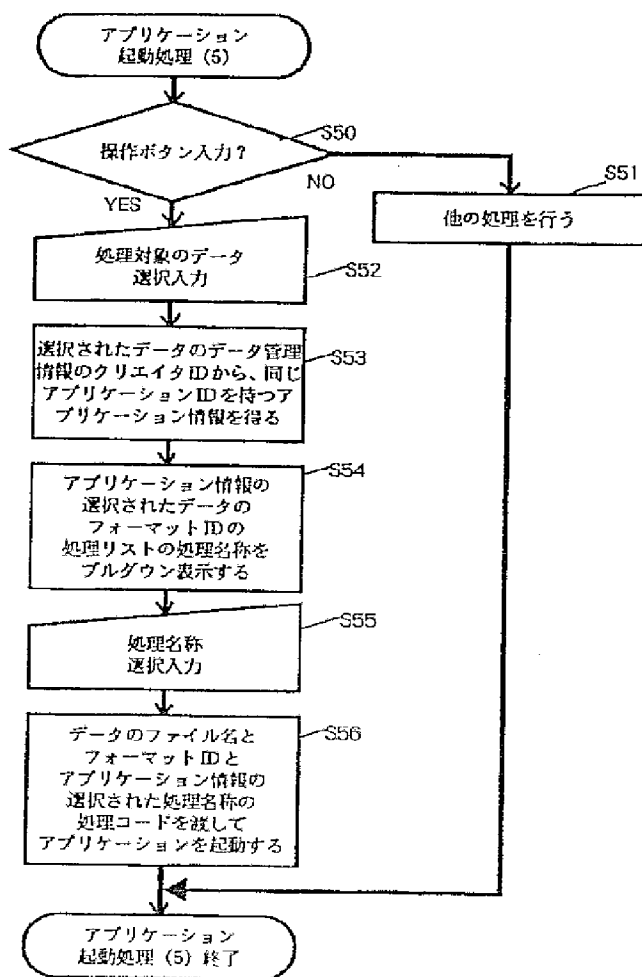 アプリケーション
起動処理 (5)
操作ボタン入力?
S50
YES
NO
S51
他の処理を行う
処理対象のデータ
選択入力
S52
選択されたデータのデータ管理
情報のクリエイタIDから、同じ
アプリケーションIDを持つア
プリケーション情報を得る
S53
アプリケーション情報の
選択されたデータの
フォーマットIDの
処理リストの処理名称を
プルダウン表示する
S54
処理名称
選択入力
S55
データのファイル名と
フォーマットIDと
アプリケーション情報の
選択された処理名称の
処理コードを渡して
アプリケーションを起動する
S56
アプリケーション
起動処理 (5) 終了